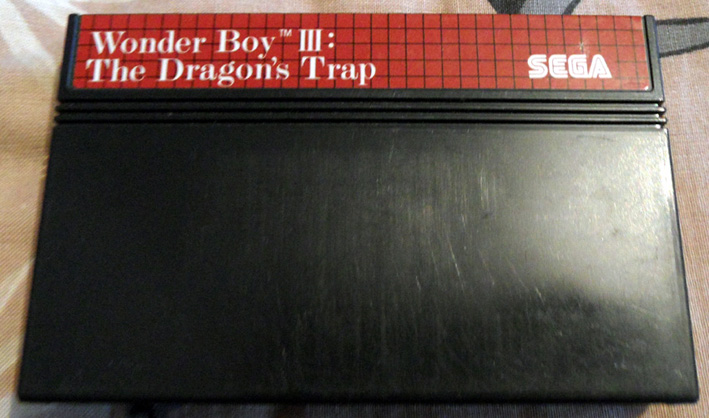 Wonder Boy™ III:
The Dragon's Trap
SEGA